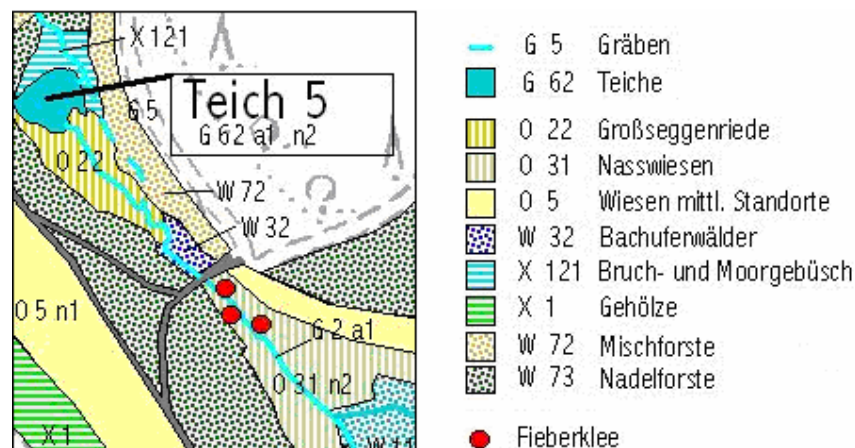 X 121
Teich 5
G 62 a1 n2
G 5
O 22
W 72
W 32
O 5 n1
G 2 a1
O 31 n2
X 1
G 5 Gräben
G 62 Teiche
O 22 Großseggenriede
O 31 Nasswiesen
O 5 Wiesen mittl. Standorte
W 32 Bachuferwälder
X 121 Bruch- und Moorgebüsch
X 1 Gehölze
W 72 Mischforste
W 73 Nadelforste
Fieberklee